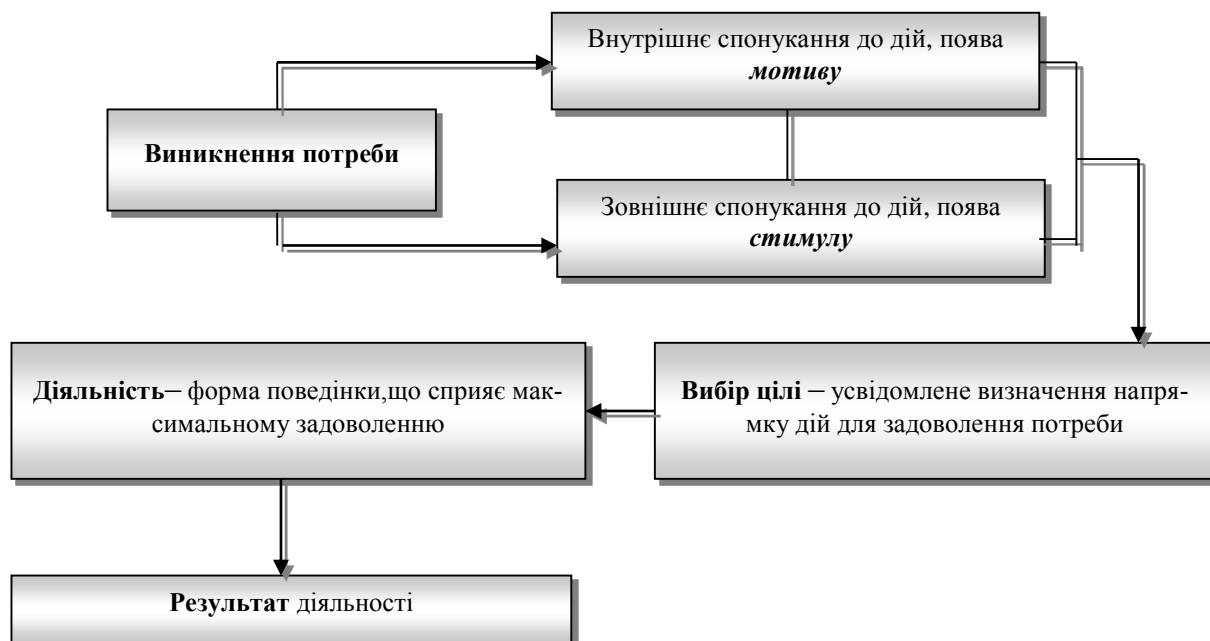 Внутрішнє спонукання до дій, поява
мотиву
Виникнення потреби
Зовнішнє спонукання до дій, поява
стимулу
Діяльність– форма поведінки,що сприяє мак-
симальному задоволенню
Вибір цілі – усвідомлене визначення напря-
мку дій для задоволення потреби
Результат діяльності